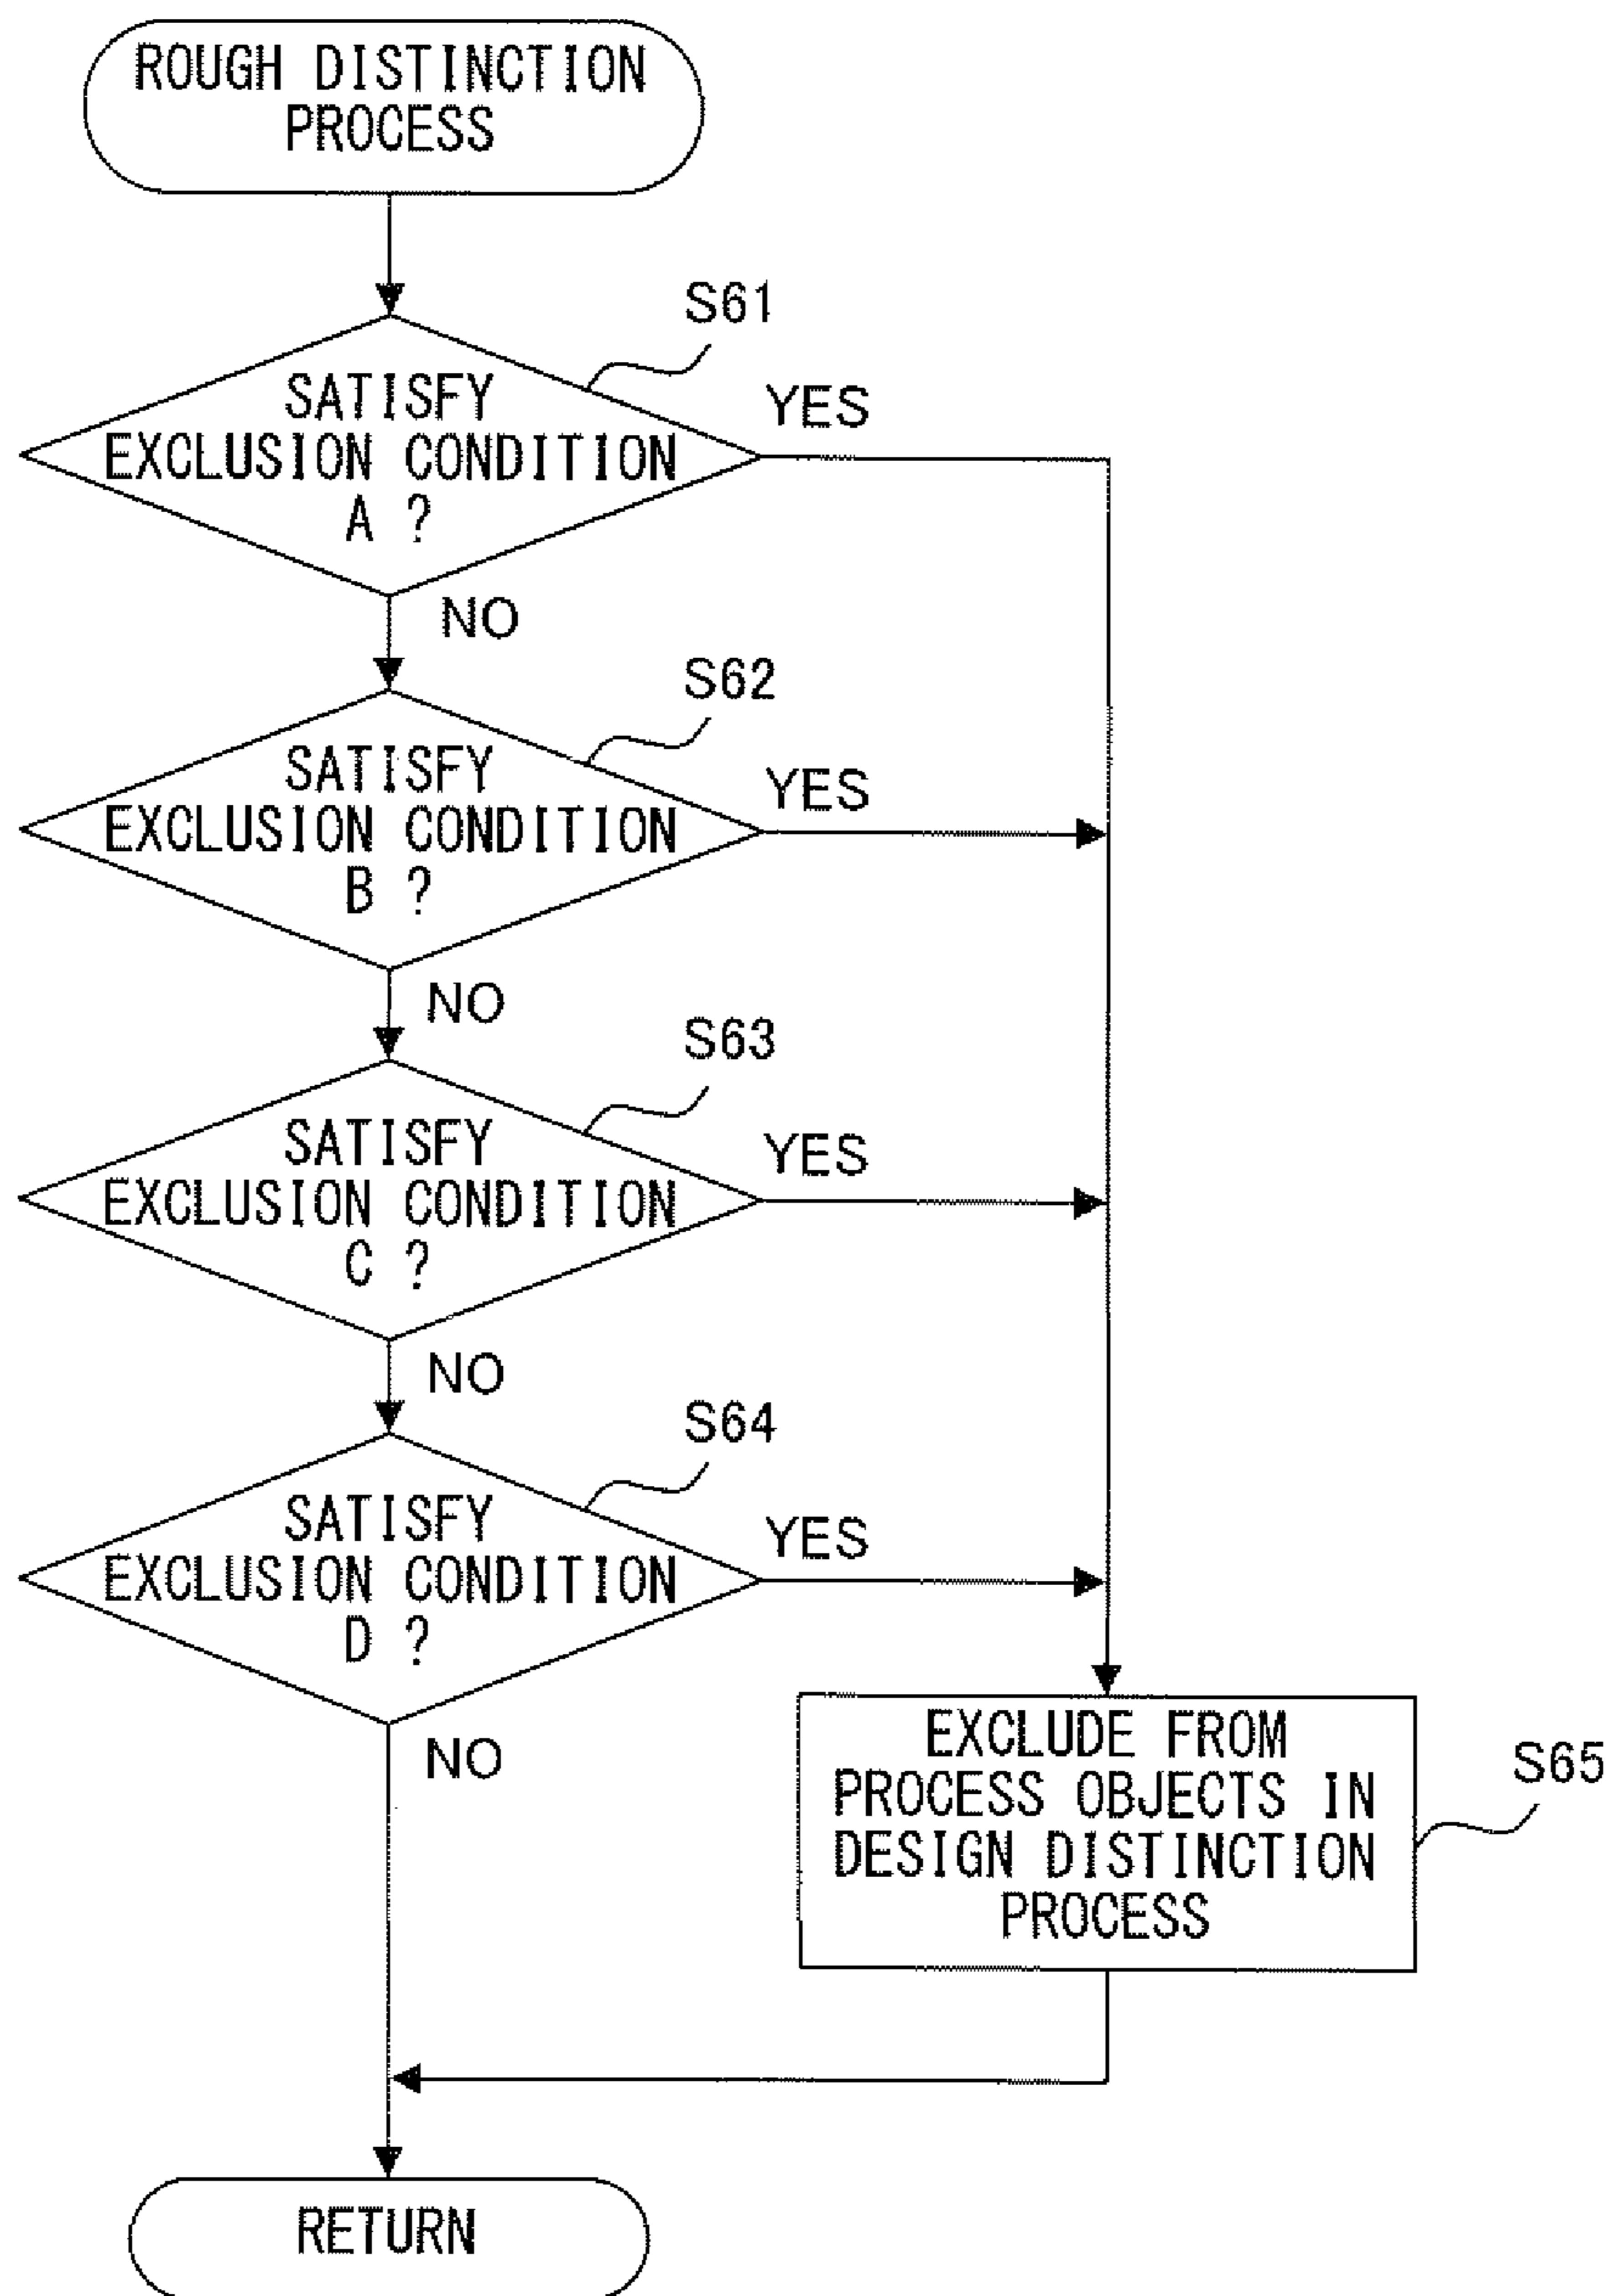 ROUGH DISTINCTION
PROCESS
S61
SATISFY
EXCLUSION CONDITION
A ?
YES
NO
S62
SATISFY
EXCLUSION CONDITION
B ?
YES
NO
S63
SATISFY
EXCLUSION CONDITION
C ?
YES
NO
S64
SATISFY
EXCLUSION CONDITION
D ?
YES
NO
EXCLUDE FROM
PROCESS OBJECTS IN
DESIGN DISTINCTION
PROCESS
S65
RETURN